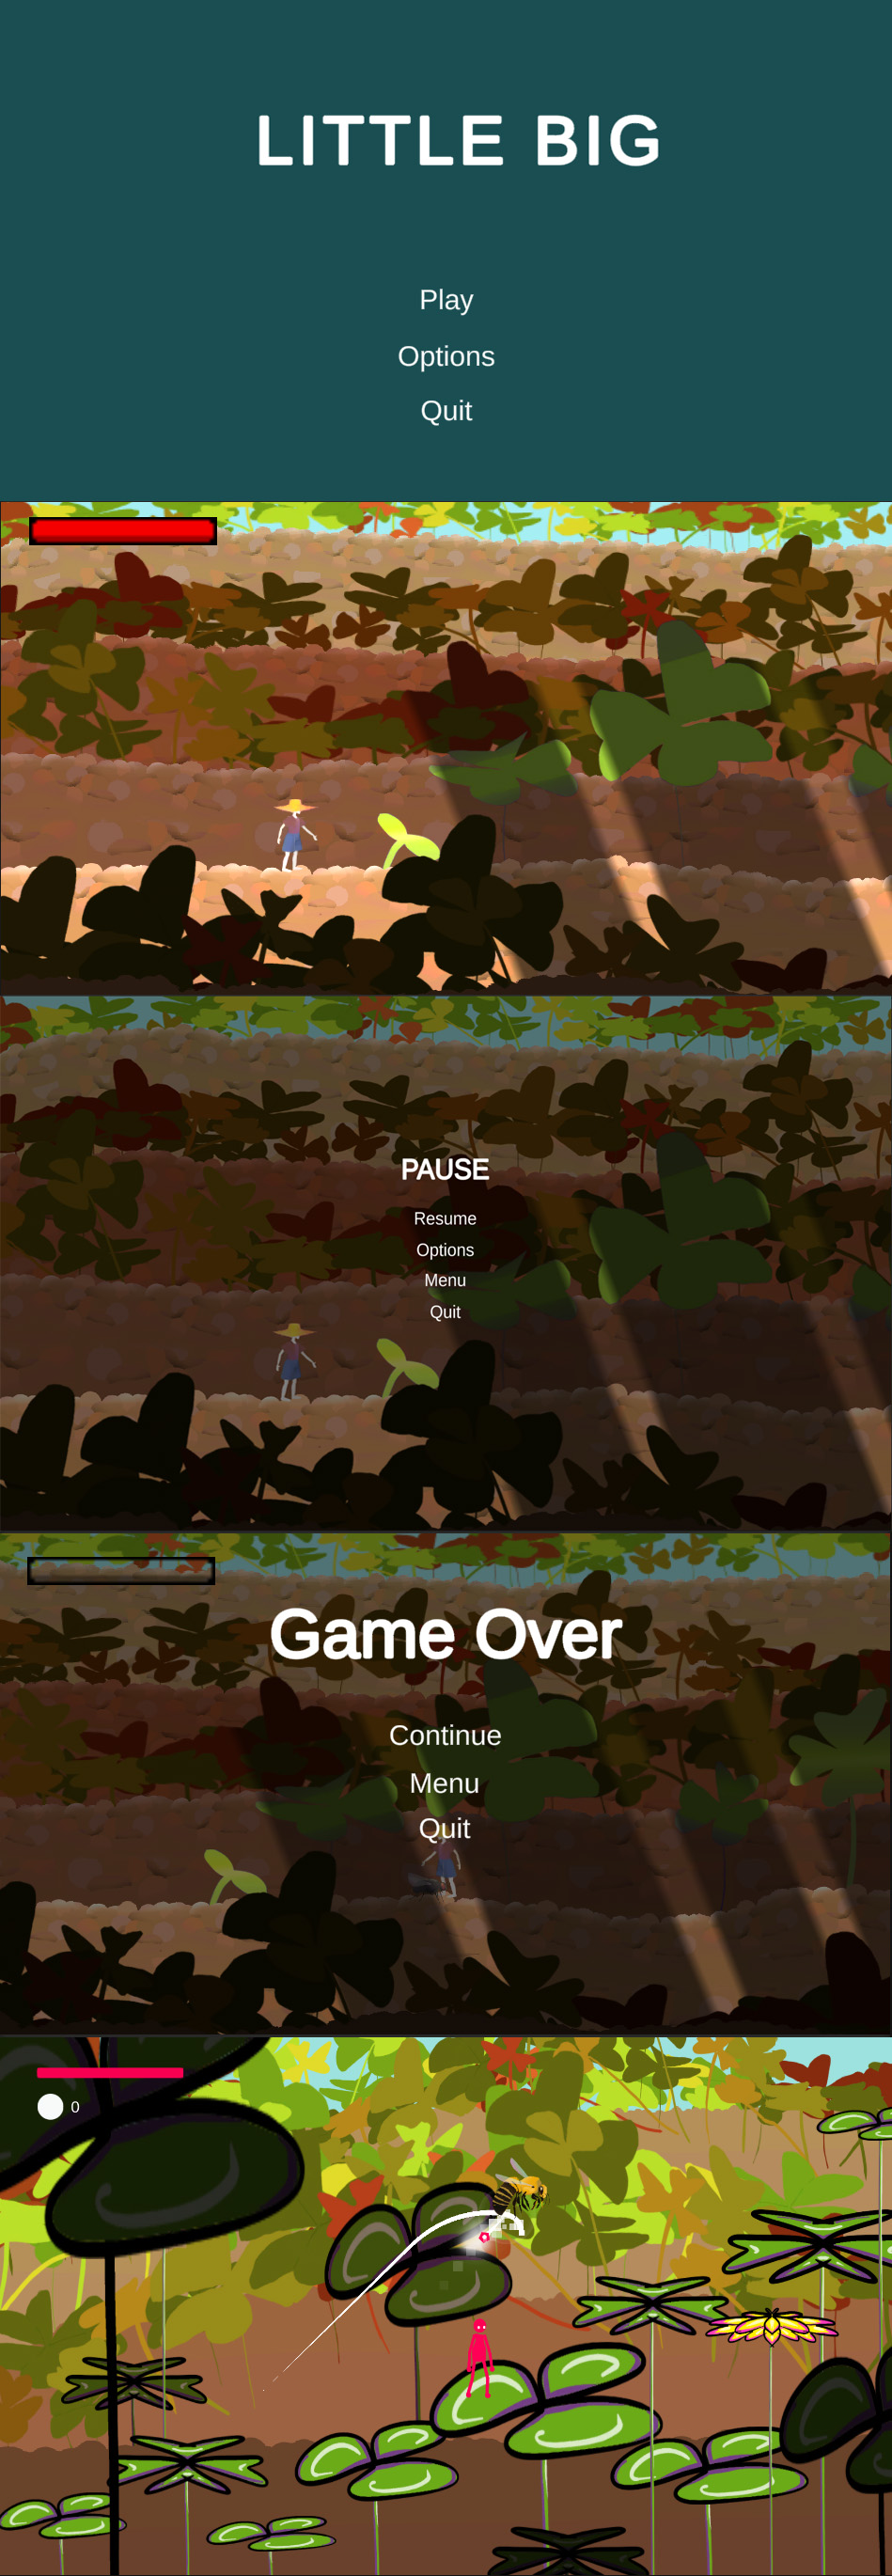 LITTLE BIG
Play
Options
Quit
PAUSE
Resume
Options
Menu
Quit
Game Over
Continue
Menu
Quit
0